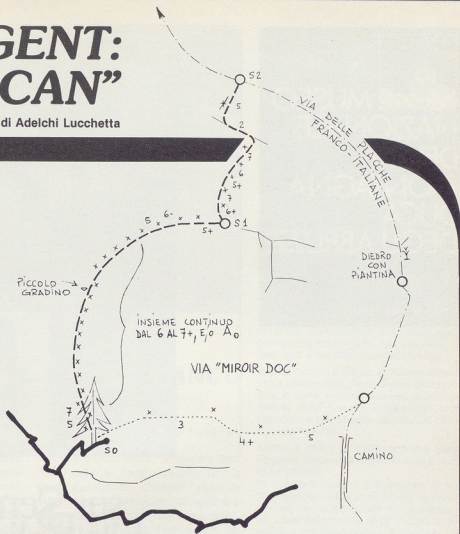 GENT:
CAN”
di Adelchi Lucchetta
S2
5
2
VIA DELLE PLACCHE
FRANCO-ITALIANE
7
6
5+
7
6+
S1
5+
6-
5
DIEDRO
CON
PIANTINA
PICCOLO
GRADINO
INSIEME CONTINUO
DAL 6 AL 7+, E/O A0
VIA "MIROIR DOC"
7
5
S0
3
4+
5
CAMINO